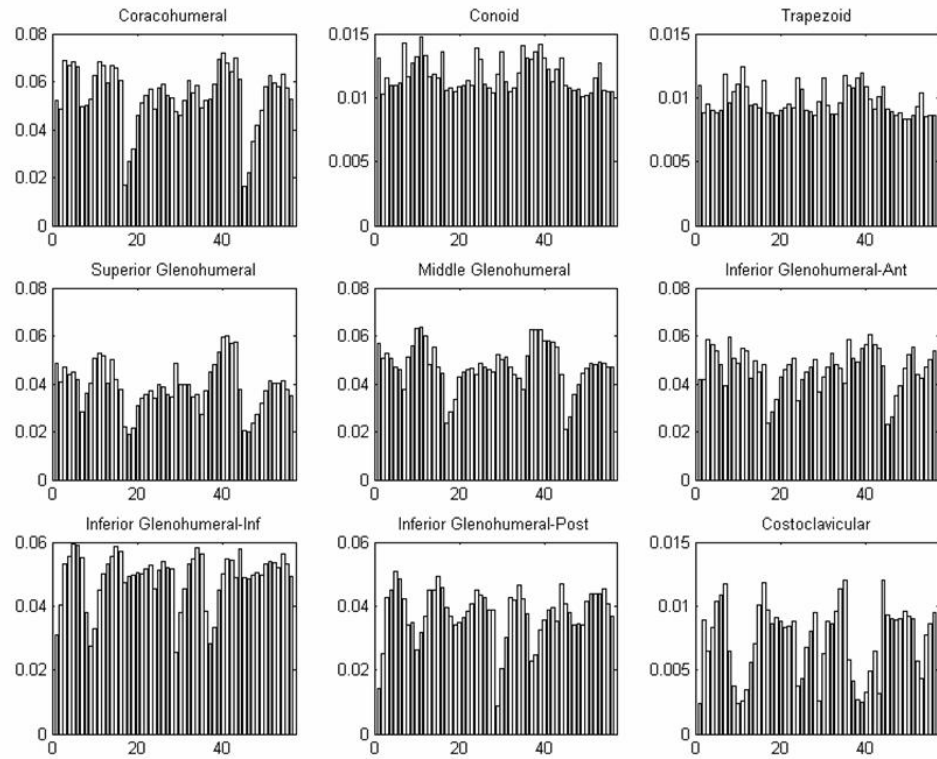 Coracohumeral Conoid Trapezoid
0.08 0.015 0.015
0.06 0.01 0.01
0.04
0.02 0.005 0.005
0 0 0
0 20 40 0 20 40 0 20 40
Superior Glenohumeral Middle Glenohumeral Inferior Glenohumeral-Ant
0.08 0.08 0.08
0.06 0.06 0.06
0.04 0.04 0.04
0.02 0.02 0.02
0 0 0
0 20 40 0 20 40 0 20 40
Inferior Glenohumeral-Inf Inferior Glenohumeral-Post Costoclavicular
0.06 0.06 0.015
0.04 0.04 0.01
0.02 0.02 0.005
0 0 0
0 20 40 0 20 40 0 20 40